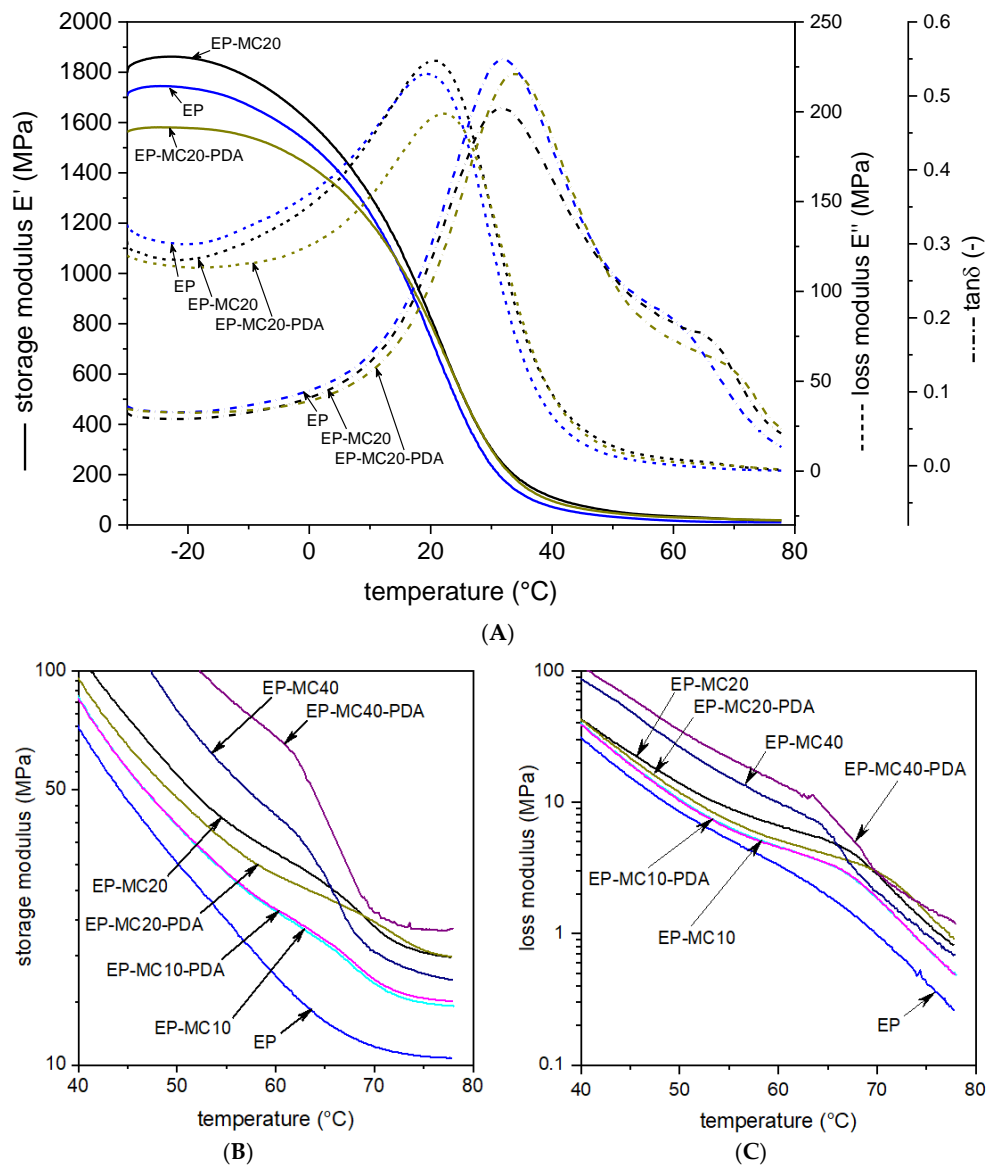 2000
1800
1600
1400
1200
1000
800
600
400
200
0
storage modulus E' (MPa)
EP-MC20
EP
EP-MC20-PDA
EP
EP-MC20
EP-MC20-PDA
EP
EP-MC20
EP-MC20-PDA
250
200
150
100
50
0
loss modulus E'' (MPa)
0.6
0.5
0.4
0.3
0.2
0.1
0.0
tanδ (-)
-20
0
20
40
60
80
temperature (°C)
(A)
100
50
10
storage modulus (MPa)
EP-MC40
EP-MC40-PDA
EP-MC20
EP-MC20-PDA
EP-MC10-PDA
EP-MC10
EP
40
50
60
70
80
temperature (°C)
(B)
100
10
1
0.1
loss modulus (MPa)
EP-MC20
EP-MC20-PDA
EP-MC40
EP-MC40-PDA
EP-MC10-PDA
EP-MC10
EP
40
50
60
70
80
temperature (°C)
(C)